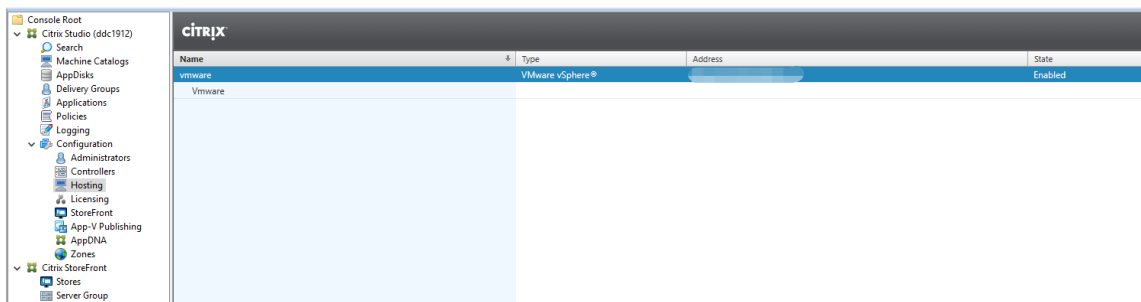 Console Root
Citrix Studio (ddc1912)
Search
Machine Catalogs
AppDisks
Delivery Groups
Applications
Policies
Logging
Configuration
Administrators
Controllers
Hosting
Licensing
StoreFront
App-V Publishing
AppDNA
Zones
Citrix StoreFront
Stores
Server Group
CITRIX
Name Type Address State
vmware VMware vSphere® Enabled
Vmware